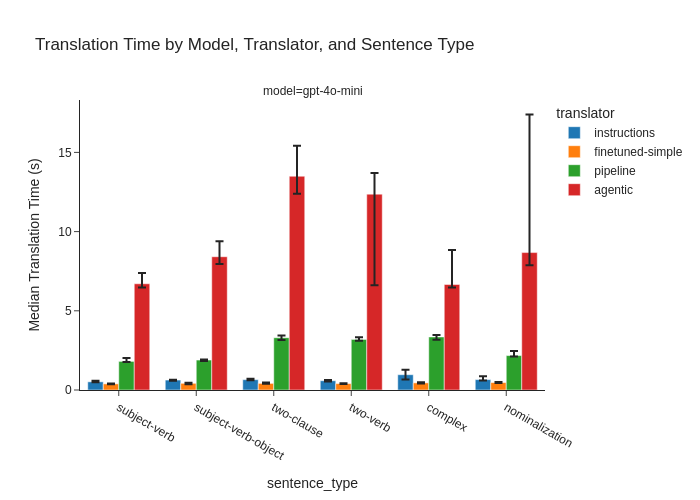 Translation Time by Model, Translator, and Sentence Type
model=gpt-4o-mini
translator
instructions
finetuned-simple
pipeline
agentic
Median Translation Time (s)
15
10
5
0
subject-verb
subject-verb-object
two-clause
two-verb
complex
nominalization
sentence_type